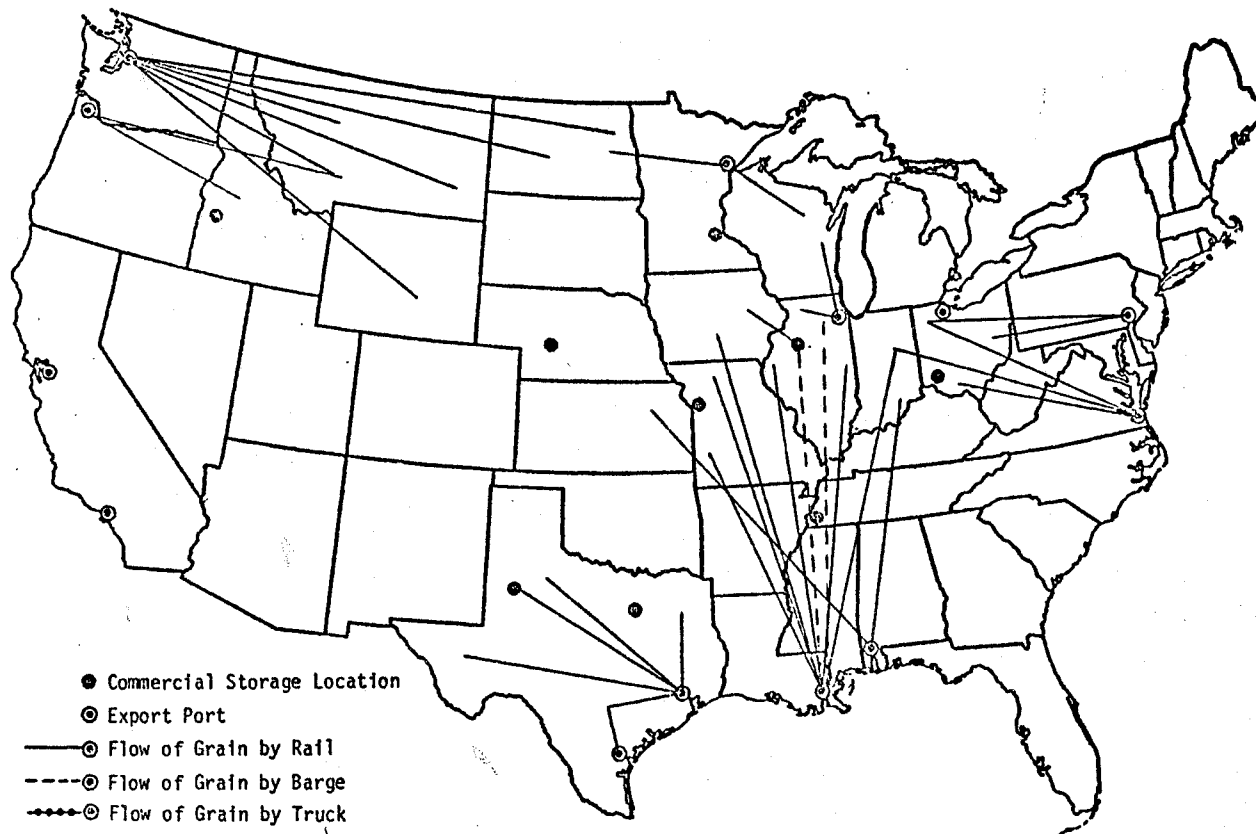 Commercial Storage Location
Export Port
Flow of Grain by Rail
Flow of Grain by Barge
Flow of Grain by Truck